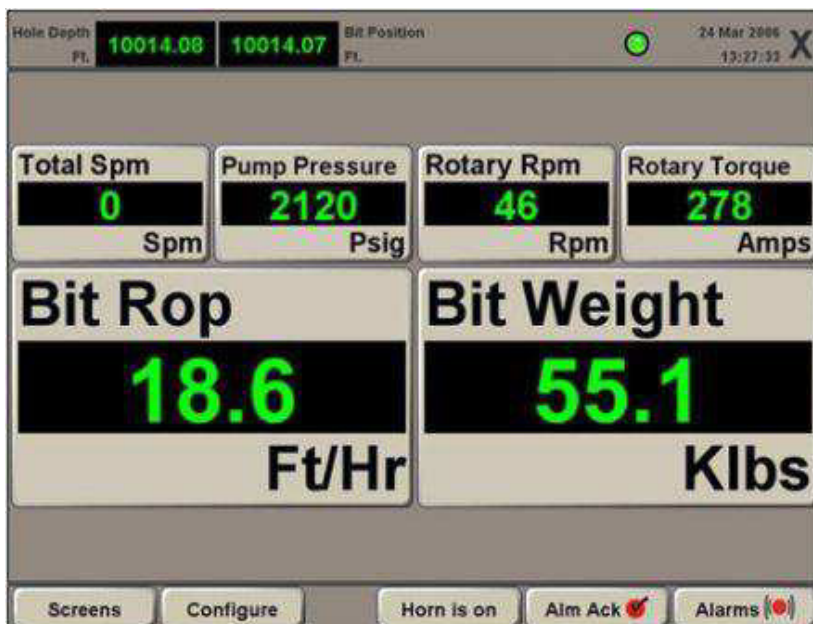 Hole Depth Ft. 10014.08 10014.07 Bit Position Ft. 24 Mar 2006 X
13:27:33
Total Spm
0
Spm
Pump Pressure
2120
Psig
Rotary Rpm
46
Rpm
Rotary Torque
278
Amps
Bit Rop
18.6
Ft/Hr
Bit Weight
55.1
Klbs
Screens Configure Horn is on Alm Ack Alarms